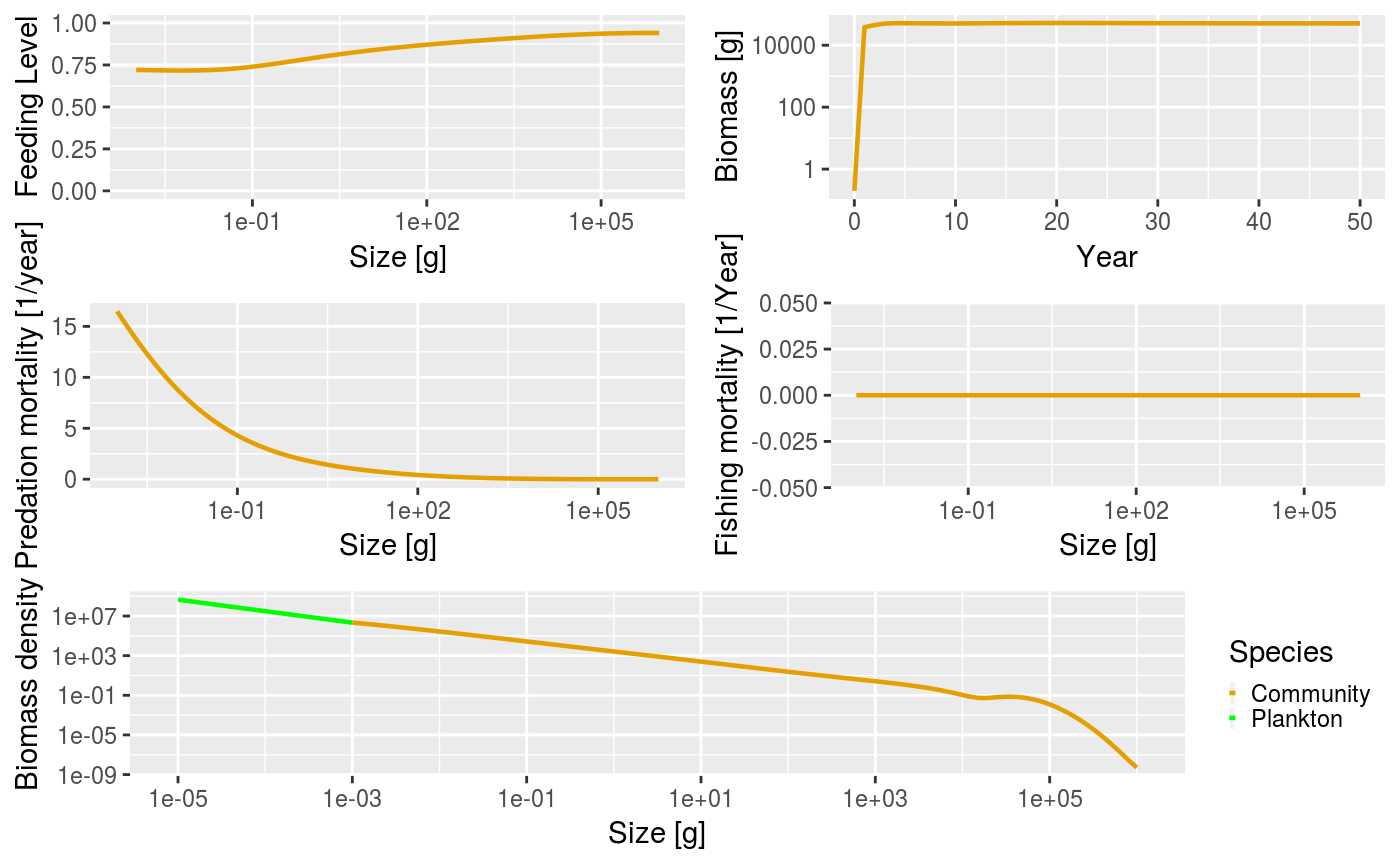 Feeding Level
1.00
0.75
0.50
0.25
0.00
1e-01 1e+02 1e+05
Size [g]
Biomass [g]
10000
100
1
0 10 20 30 40 50
Year
Predation mortality [1/year]
15
10
5
0
1e-01 1e+02 1e+05
Size [g]
Fishing mortality [1/Year]
0.050
0.025
0.000
-0.025
-0.050
1e-01 1e+02 1e+05
Size [g]
Biomass density
1e+07
1e+03
1e-01
1e-05
1e-09
1e-05 1e-03 1e-01 1e+01 1e+03 1e+05
Size [g]
Species
Community
Plankton